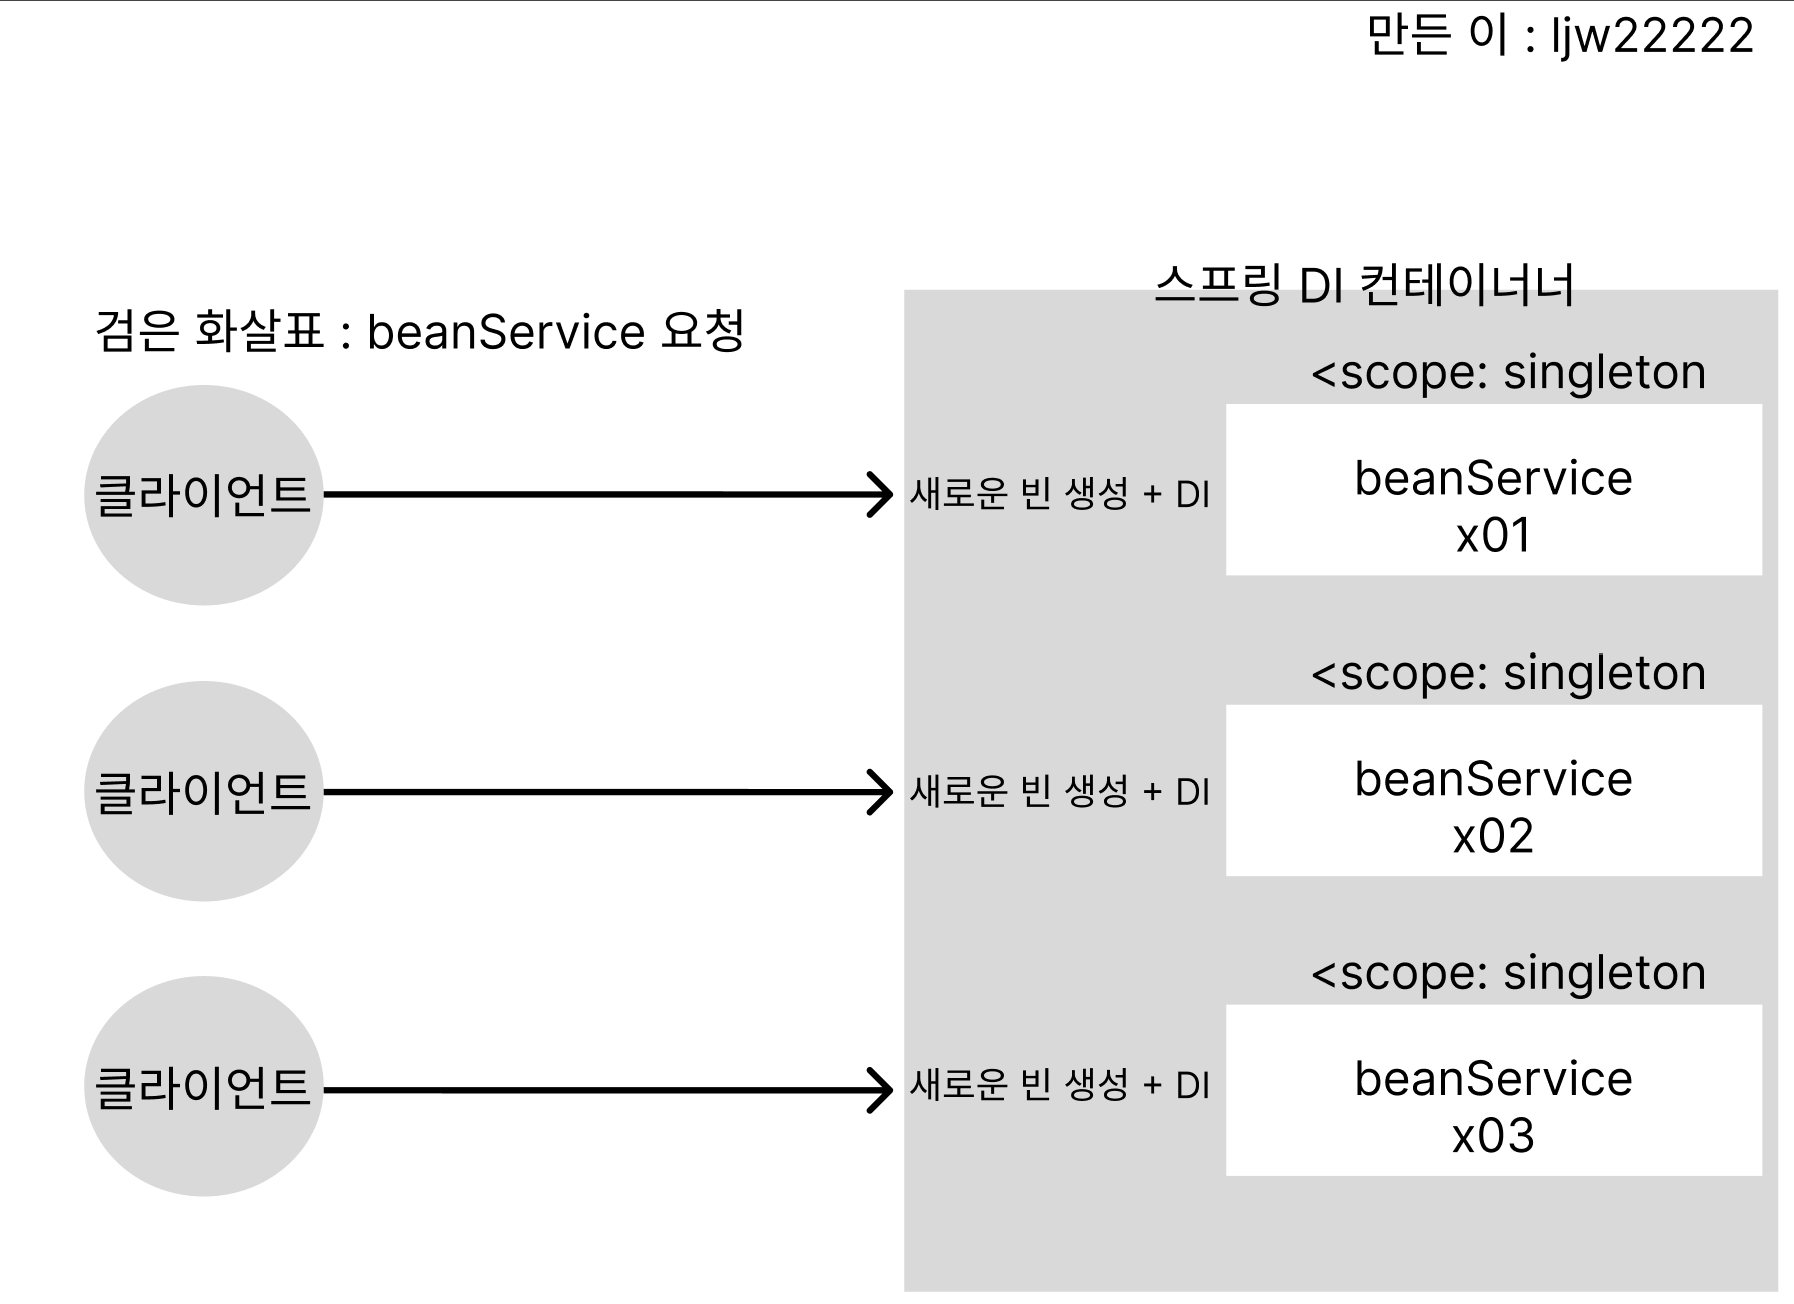 만든 이 : ljw22222
스프링 DI 컨테이너너
검은 화살표 : beanService 요청
<scope: singleton
클라이언트
새로운 빈 생성 + DI
beanService
x01
<scope: singleton
클라이언트
새로운 빈 생성 + DI
beanService
x02
<scope: singleton
클라이언트
새로운 빈 생성 + DI
beanService
x03